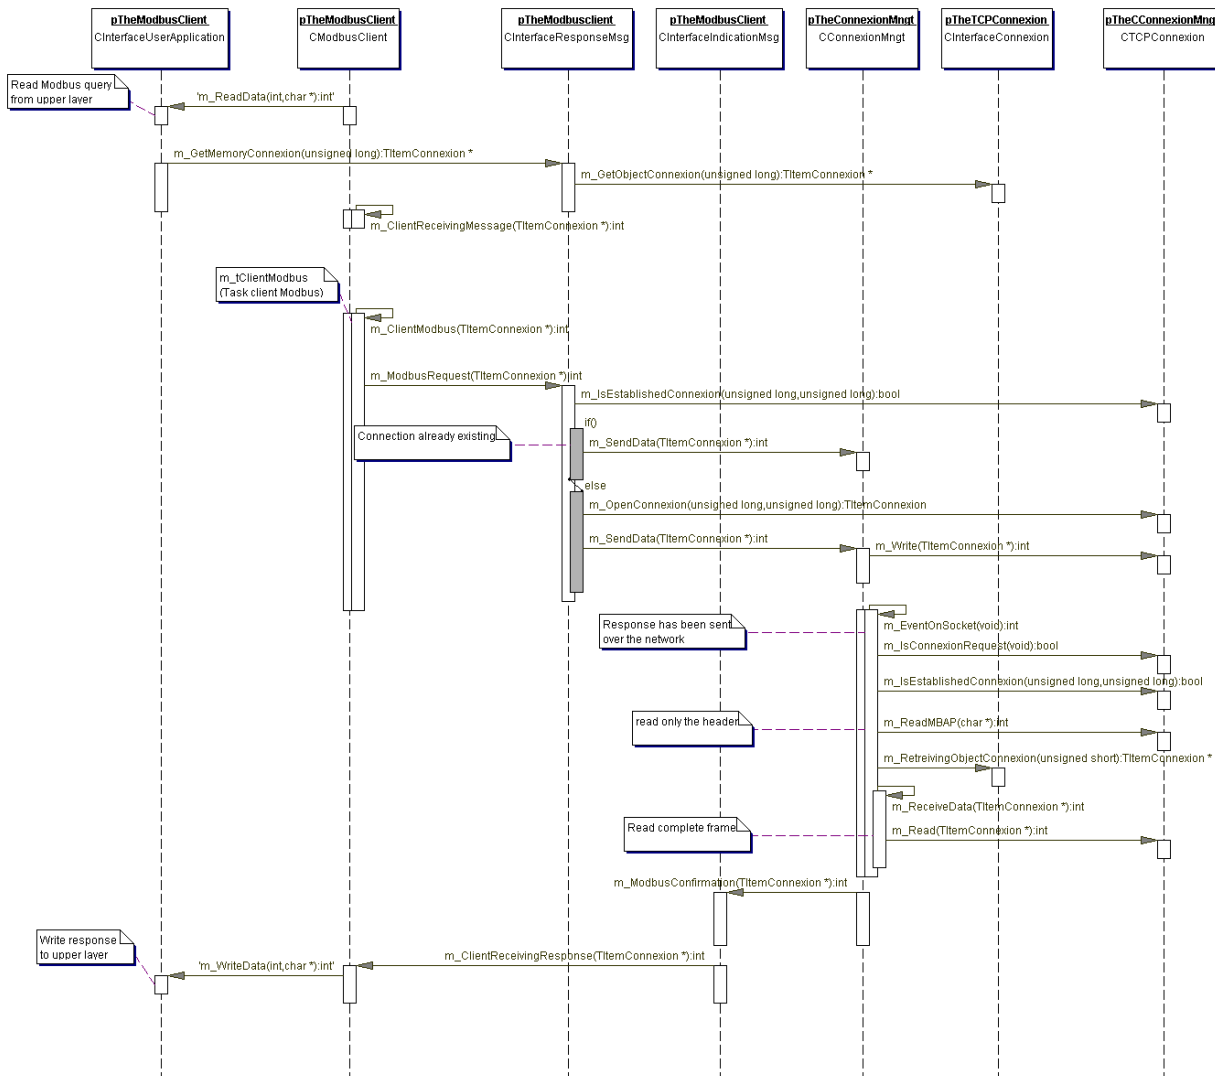 pTheModbusClient
CInterfaceUserApplication
pTheModbusClient
CModbusClient
pTheModbusclient
CInterfaceResponseMsg
pTheModbusClient
CInterfaceIndicationMsg
pTheConnexionMngt
CConnexionMngt
pTheTCPConnexion
CInterfaceConnexion
pTheCConnexionMng
CTCPConnexion
Read Modbus query
from upper layer
'm_ReadData(int,char *):int'
m_GetMemoryConnexion(unsigned long):TItemConnexion *
m_GetObjectConnexion(unsigned long):TItemConnexion *
m_ClientReceivingMessage(TItemConnexion *):int
m_tClientModbus
(Task client Modbus)
m_ClientModbus(TItemConnexion *):int
m_ModbusRequest(TItemConnexion *):int
m_IsEstablishedConnexion(unsigned long,unsigned long):bool
if()
Connection already existing
m_SendData(TItemConnexion *):int
else
m_OpenConnexion(unsigned long,unsigned long):TItemConnexion
m_SendData(TItemConnexion *):int
m_Write(TItemConnexion *):int
Response has been sent
over the network
m_EventOnSocket(void):int
m_IsConnexionRequest(void):bool
m_IsEstablishedConnexion(unsigned long,unsigned long):bool
read only the header
m_ReadMBAP(char *):int
m_RetreivingObjectConnexion(unsigned short):TItemConnexion *
m_ReceiveData(TItemConnexion *):int
Read complete frame
m_Read(TItemConnexion *):int
m_ModbusConfirmation(TItemConnexion *):int
Write response
to upper layer
m_ClientReceivingResponse(TItemConnexion *):int
'm_WriteData(int,char *):int'